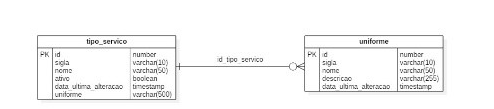 tipo_servico
PK id number
sigla varchar(10)
nome varchar(50)
ativo boolean
data_ultima_alteracao timestamp
uniforme varchar(500)
id_tipo_servico
uniforme
PK id number
sigla varchar(10)
nome varchar(50)
descricao varchar(255)
data_ultima_alteracao timestamp